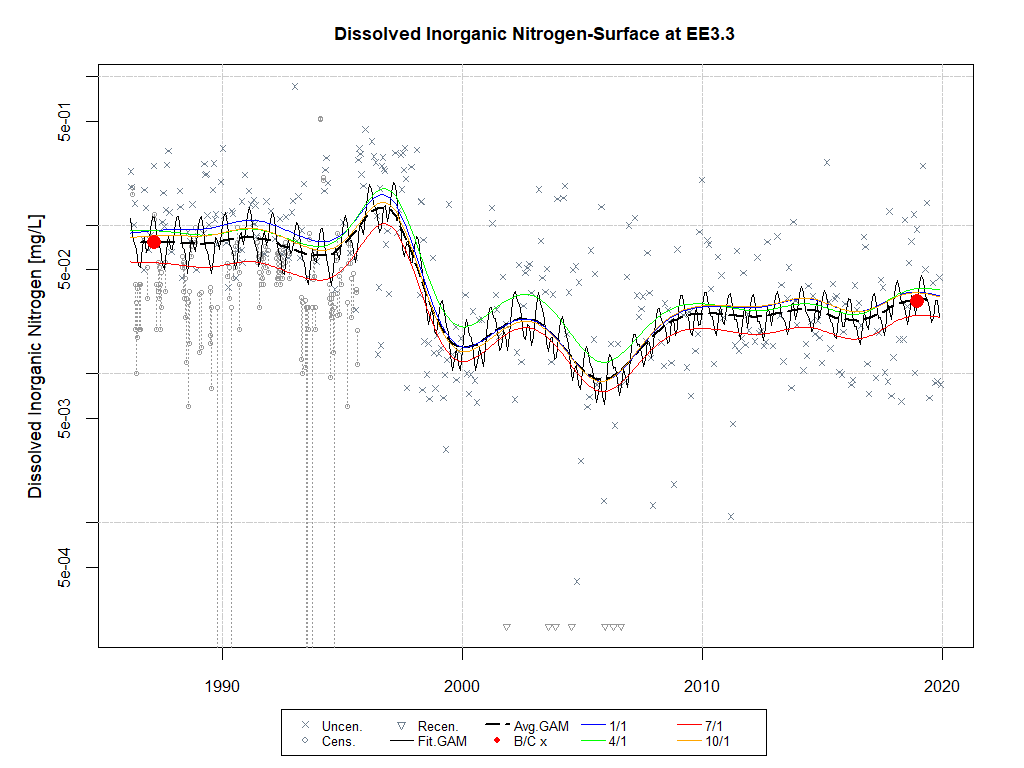 Dissolved Inorganic Nitrogen-Surface at EE3.3
Dissolved Inorganic Nitrogen [mg/L]
5e-01
5e-02
5e-03
5e-04
1990 2000 2010 2020
Uncen. Recen. Avg.GAM 1/1 7/1
Cens. Fit.GAM B/C x 4/1 10/1